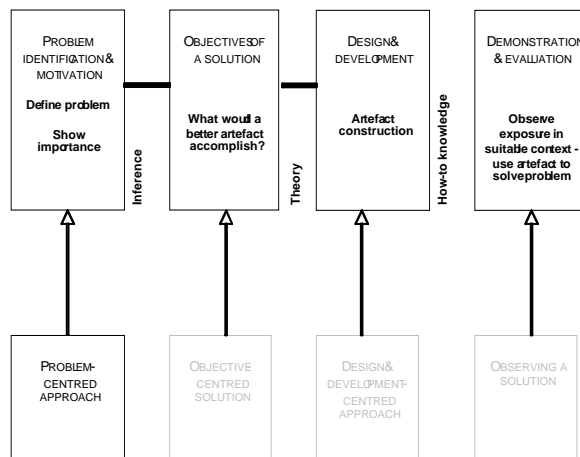 PROBLEM
IDENTIFICATION &
MOTIVATION
Define problem
Show
importance
Inference
OBJECTIVES OF
A SOLUTION
What would a
better artefact
accomplish?
Theory
DESIGN &
DEVELOPMENT
Artefact
construction
How-to knowledge
DEMONSTRATION
& EVALUATION
Observe
exposure in
suitable context -
use artefact to
solveproblem
PROBLEM-
CENTRED
APPROACH
OBJECTIVE
CENTRED
SOLUTION
DESIGN &
DEVELOPMENT-
CENTRED
APPROACH
OBSERVING A
SOLUTION